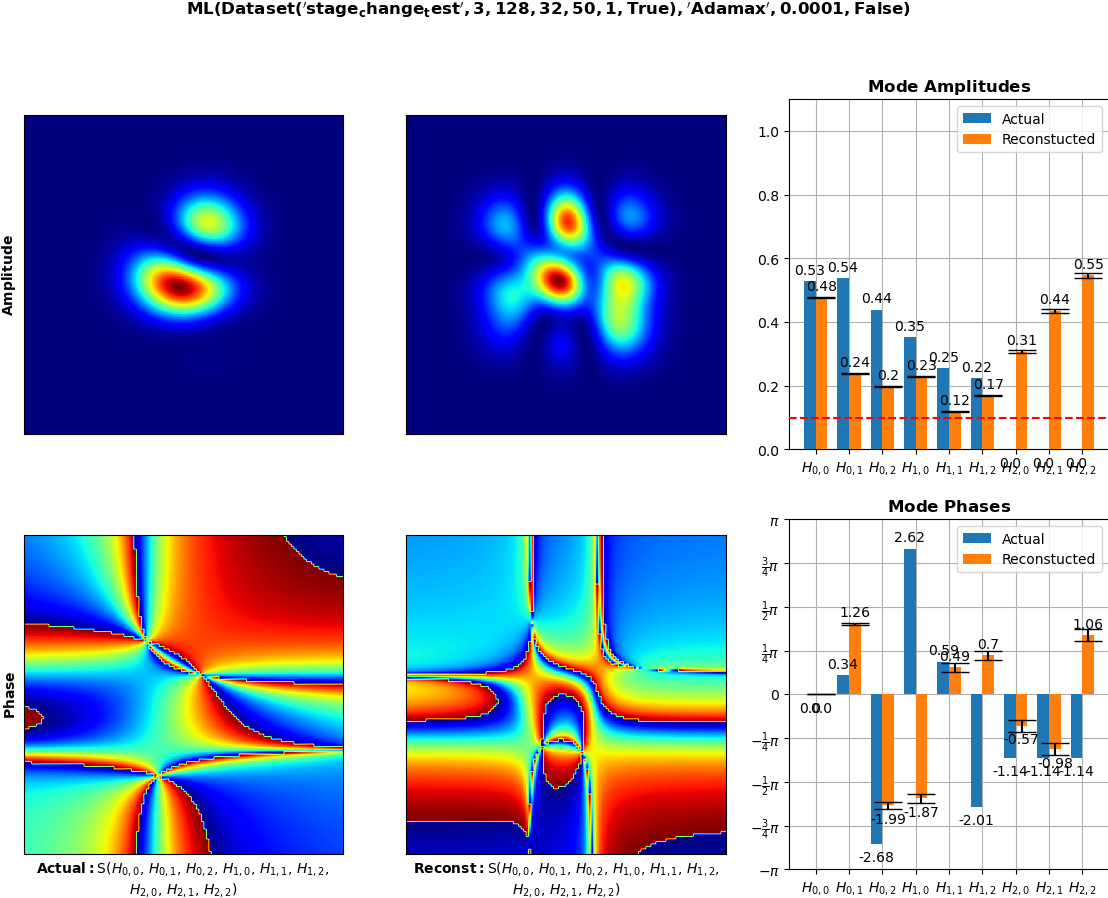 ML(Dataset('stage_change_test', 3, 128, 32, 50, 1, True), 'Adamax', 0.0001, False)
Amplitude
Mode Amplitudes
Actual
Reconstucted
1.0
0.8
0.6
0.4
0.2
0.0
0.53 0.54 0.44 0.35 0.25 0.22 0.0 0.0 0.0
0.48 0.24 0.2 0.23 0.12 0.17 0.31 0.44 0.55
H0,0 H0,1 H0,2 H1,0 H1,1 H1,2 H2,0 H2,1 H2,2
Phase
Mode Phases
Actual
Reconstucted
π
3/4π
1/2π
1/4π
0
−1/4π
−1/2π
−3/4π
−π
0.0 0.34 -2.68 2.62 0.59 -2.01 -1.14 -1.14 -1.14
0.0 1.26 -1.99 -1.87 0.49 0.7 -0.57 -0.98 1.06
H0,0 H0,1 H0,2 H1,0 H1,1 H1,2 H2,0 H2,1 H2,2
Actual: S(H0,0, H0,1, H0,2, H1,0, H1,1, H1,2,
H2,0, H2,1, H2,2)
Reconst: S(H0,0, H0,1, H0,2, H1,0, H1,1, H1,2,
H2,0, H2,1, H2,2)